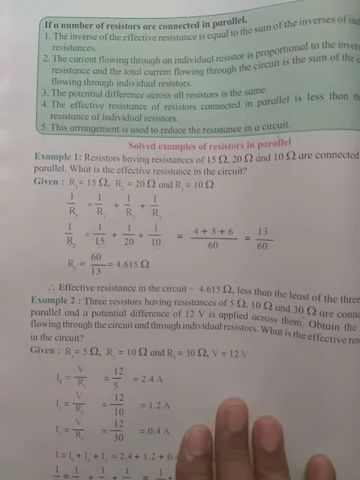 If a number of resistors are connected in parallel.
1. The inverse of the effective resistance is equal to the sum of the inverses of
resistances.
2. The current flowing through an individual resistor is proportional to the
resistance and the total current flowing through the circuit is the sum of the
flowing through individual resistors.
3. The potential difference across all resistors is the same.
4. The effective resistance of resistors connected in parallel is less than
resistance of individual resistors.
5. This arrangement is used to reduce the resistance in a circuit.
Solved examples of resistors in parallel
Example 1: Resistors having resistances of 15 Ω, 20 Ω and 10 Ω are connected
parallel. What is the effective resistance in the circuit?
Given : R₁ = 15 Ω, R₂ = 20 Ω and R₃ = 10 Ω
1/Rₚ = 1/R₁ + 1/R₂ + 1/R₃
1/Rₚ = 1/15 + 1/20 + 1/10 = 4 + 3 + 6/60 = 13/60
Rₚ = 60/13 = 4.615 Ω
∴ Effective resistance in the circuit = 4.615 Ω, less than the least of the three
Example 2 : Three resistors having resistances of 5 Ω, 10 Ω and 30 Ω are
parallel and a potential difference of 12 V is applied across them. Obtain the
flowing through the circuit and through individual resistors. What is the effective
in the circuit?
Given : R₁ = 5 Ω, R₂ = 10 Ω and R₃ = 30 Ω, V = 12 V
I₁ = V/R₁ = 12/5 = 2.4 A
I₂ = V/R₂ = 12/10 = 1.2 A
I₃ = V/R₃ = 12/30 = 0.4 A
I = I₁ + I₂ + I₃ = 2.4 + 1.2 +